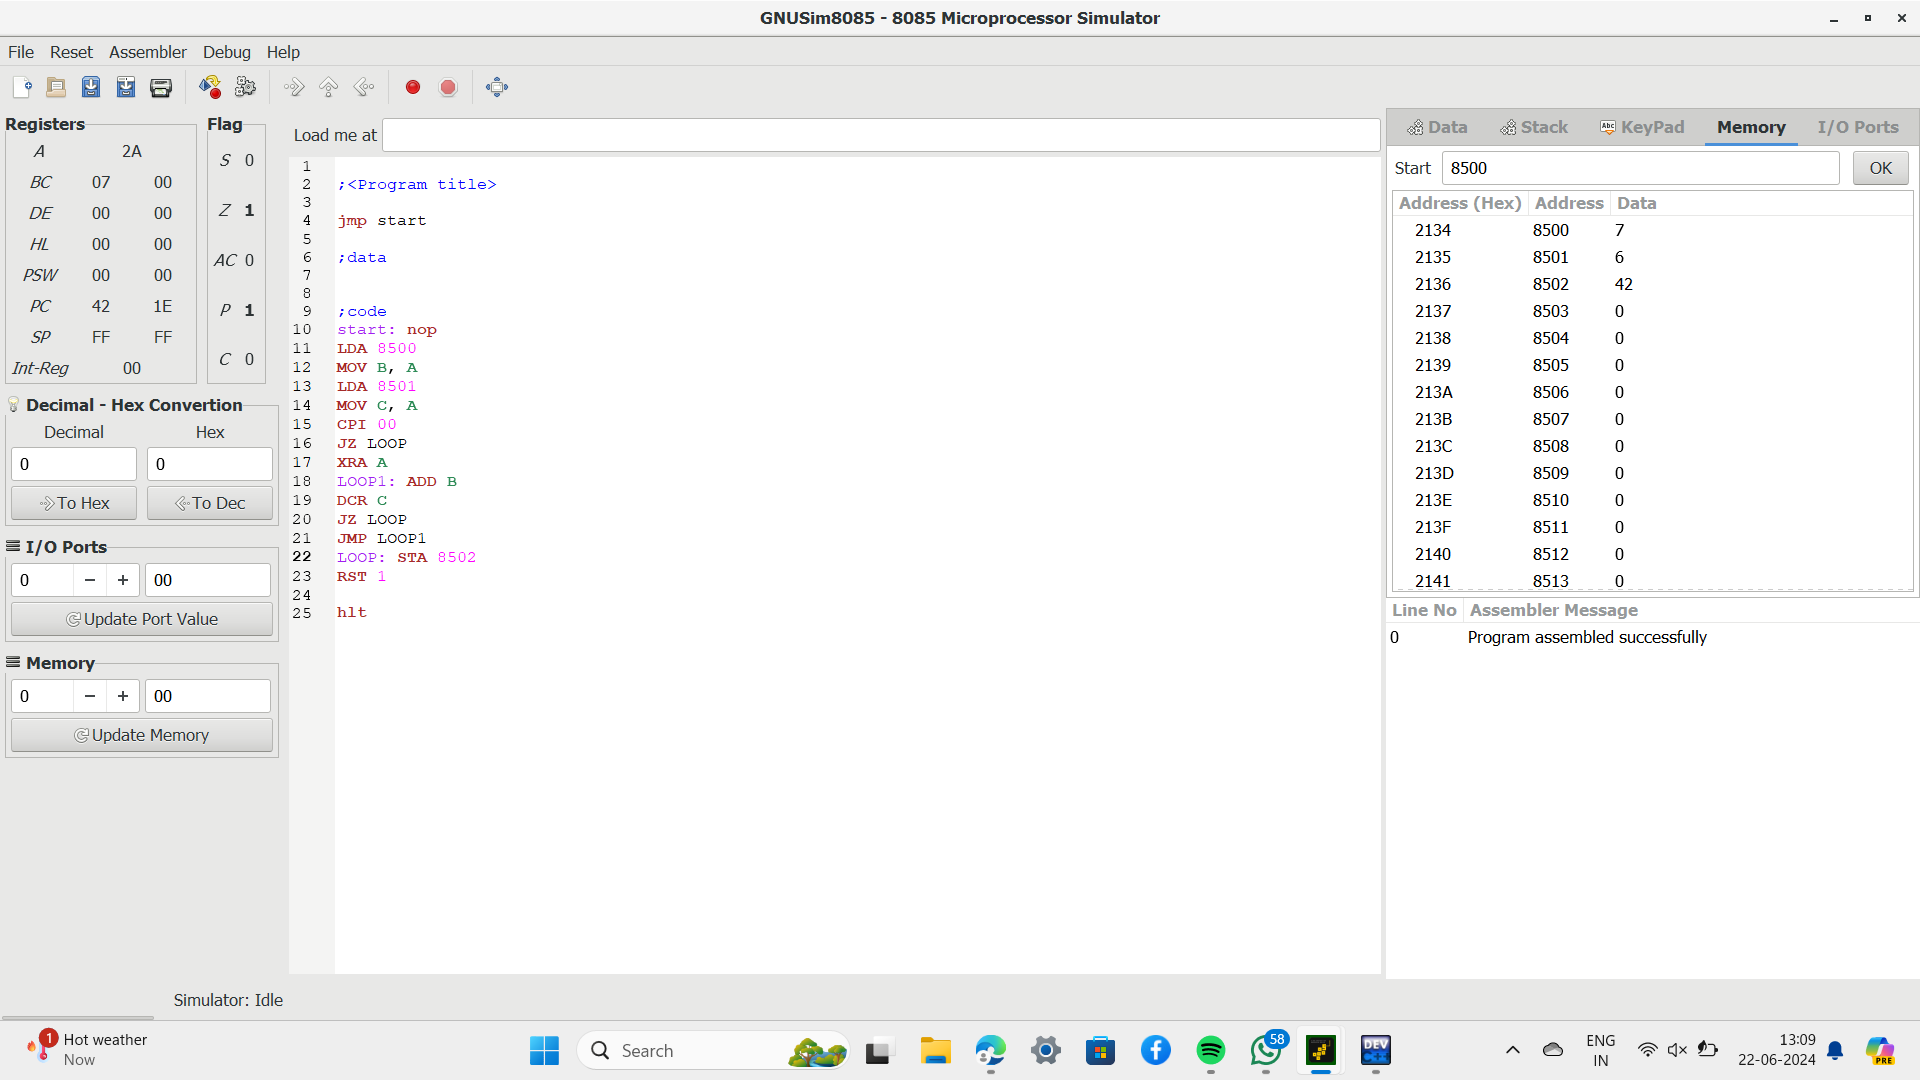 GNUSim8085 - 8085 Microprocessor Simulator
File Reset Assembler Debug Help
Registers
A 2A
BC 07 00
DE 00 00
HL 00 00
PSW 00 00
PC 42 1E
SP FF FF
Int-Reg 00
Flag
S 0
Z 1
AC 0
P 1
C 0
Decimal - Hex Convertion
Decimal Hex
0 0
To Hex To Dec
I/O Ports
0 − + 00
Update Port Value
Memory
0 − + 00
Update Memory
Load me at
1
2 ;<Program title>
3
4 jmp start
5
6 ;data
7
8
9 ;code
10 start: nop
11 LDA 8500
12 MOV B, A
13 LDA 8501
14 MOV C, A
15 CPI 00
16 JZ LOOP
17 XRA A
18 LOOP1: ADD B
19 DCR C
20 JZ LOOP
21 JMP LOOP1
22 LOOP: STA 8502
23 RST 1
24
25 hlt
Data Stack Abc KeyPad Memory I/O Ports
Start 8500 OK
Address (Hex) Address Data
2134 8500 7
2135 8501 6
2136 8502 42
2137 8503 0
2138 8504 0
2139 8505 0
213A 8506 0
213B 8507 0
213C 8508 0
213D 8509 0
213E 8510 0
213F 8511 0
2140 8512 0
2141 8513 0
Line No Assembler Message
0 Program assembled successfully
Simulator: Idle
1 Hot weather
Now
Search
58
DEV
C++
ENG
IN
13:09
22-06-2024
PRE